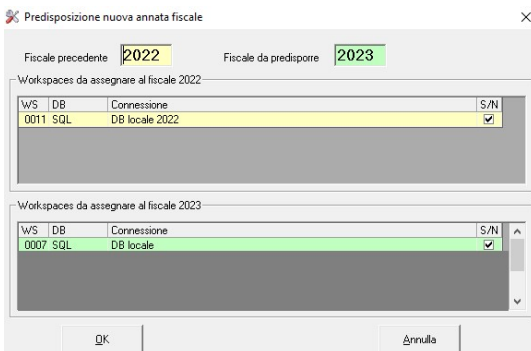 Predisposizione nuova annata fiscale
Fiscale precedente 2022 Fiscale da predisporre 2023
Workspaces da assegnare al fiscale 2022
WS DB Connessione S/N
0011 SQL DB locale 2022
Workspaces da assegnare al fiscale 2023
WS DB Connessione S/N
0007 SQL DB locale
OK Annulla